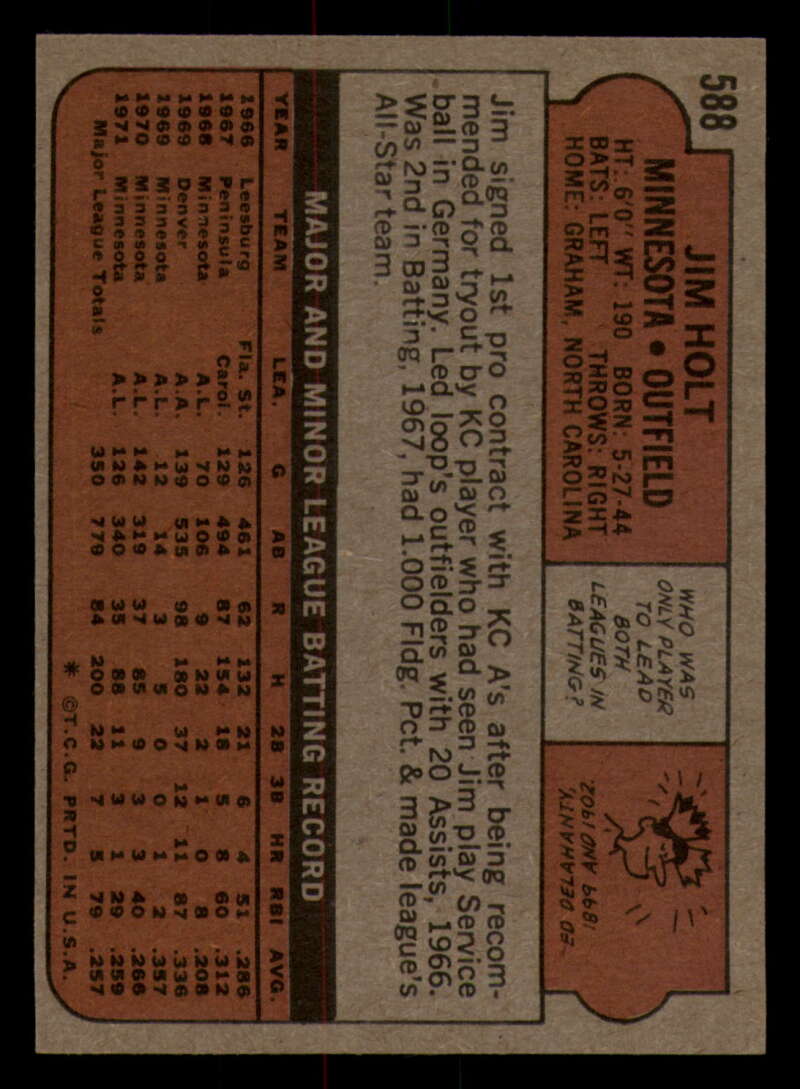 588
JIM HOLT
MINNESOTA • OUTFIELD
HT: 6'0" WT: 190 BORN: 5-27-44
BATS: LEFT THROWS: RIGHT
HOME: GRAHAM, NORTH CAROLINA
WHO WAS
ONLY PLAYER
TO LEAD
BOTH
LEAGUES IN
BATTING?
ED DELAHANTY,
1899 AND 1902.
Jim signed 1st pro contract with KC A's after being recom-
mended for tryout by KC player who had seen Jim play Service
ball in Germany. Led loop's outfielders with 20 Assists, 1966.
Was 2nd in Batting, 1967, had 1.000 Fldg. Pct. & made league's
All-Star team.
MAJOR AND MINOR LEAGUE BATTING RECORD
YEAR TEAM LEA. G AB R H 2B 3B HR RBI AVG.
1966 Leesburg Fla. St. 126 461 62 132 21 6 4 51 .286
1967 Peninsula Carol. 129 494 87 154 18 5 8 60 .312
1968 Minnesota A.L. 70 106 9 22 2 1 0 8 .208
1969 Denver A.A. 139 535 98 180 37 12 11 87 .336
1969 Minnesota A.L. 12 14 3 5 0 0 1 2 .357
1970 Minnesota A.L. 142 319 37 85 9 3 3 40 .266
1971 Minnesota A.L. 126 340 35 88 11 3 1 29 .259
Major League Totals 350 779 84 200 22 7 5 79 .257
* ©T.C.G. PRTD. IN U.S.A.